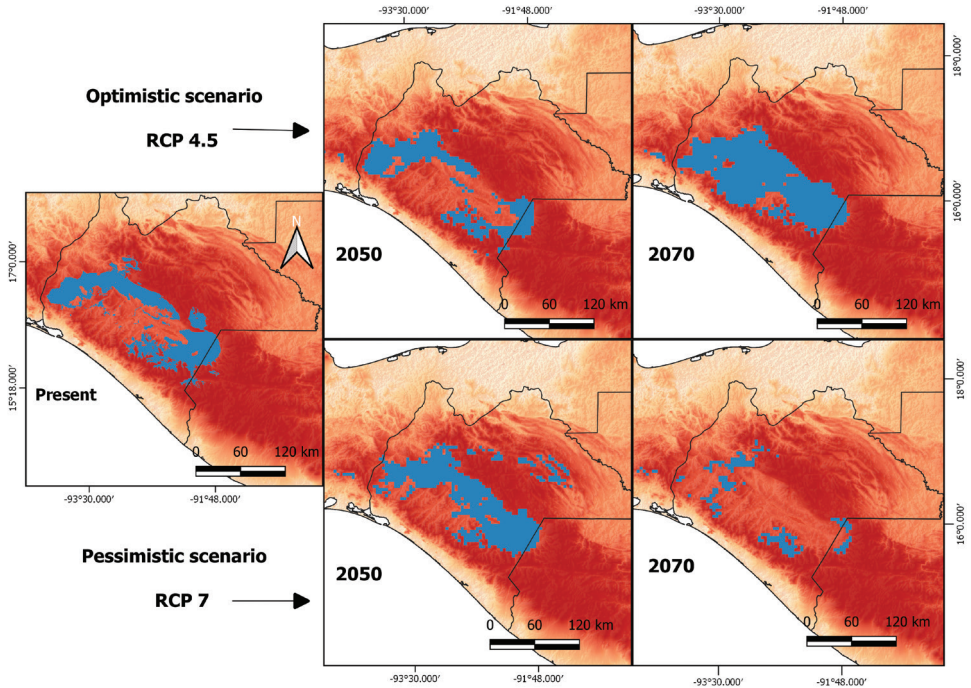 -93°30.000' -91°48.000' -93°30.000' -91°48.000'
Optimistic scenario
RCP 4.5
18°0.000'
16°0.000'
2050
0 60 120 km
2070
0 60 120 km
17°0.000'
15°18.000'
N
Present
0 60 120 km
-93°30.000' -91°48.000'
Pessimistic scenario
RCP 7
18°0.000'
16°0.000'
2050
0 60 120 km
2070
0 60 120 km
-93°30.000' -91°48.000' -93°30.000' -91°48.000'